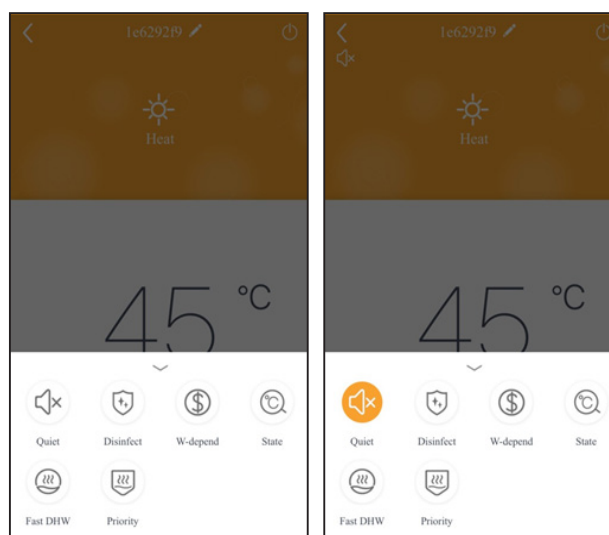 1e6292f9
Heat
45 °C
Quiet Disinfect W-depend State
Fast DHW Priority
1e6292f9
Heat
45 °C
Quiet Disinfect W-depend State
Fast DHW Priority